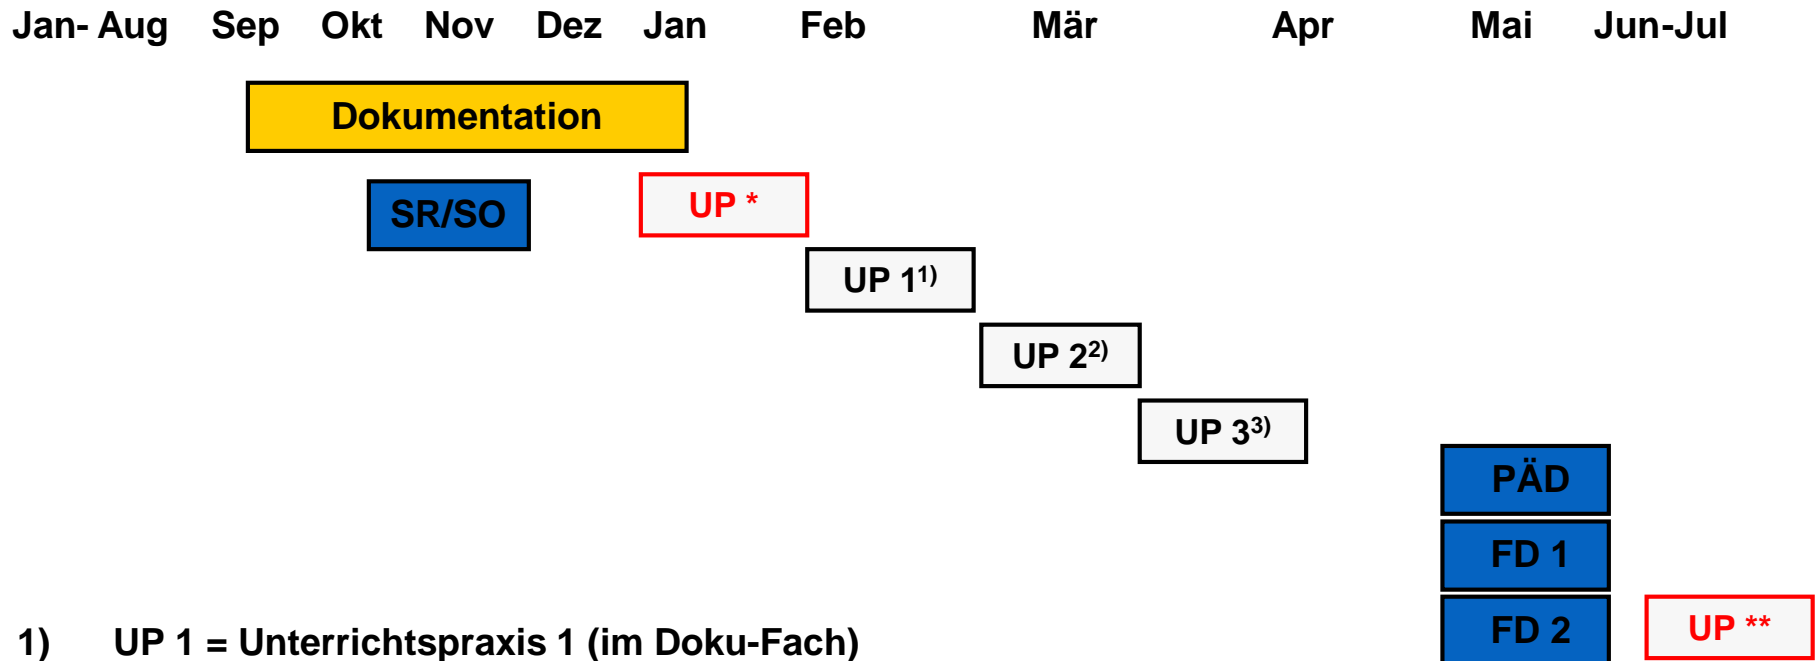 Jan- Aug Sep Okt Nov Dez Jan Feb Mär Apr Mai Jun-Jul
Dokumentation
SR/SO UP *
UP 1¹⁾
UP 2²⁾
UP 3³⁾
PÄD
FD 1
FD 2 UP **
1) UP 1 = Unterrichtspraxis 1 (im Doku-Fach)